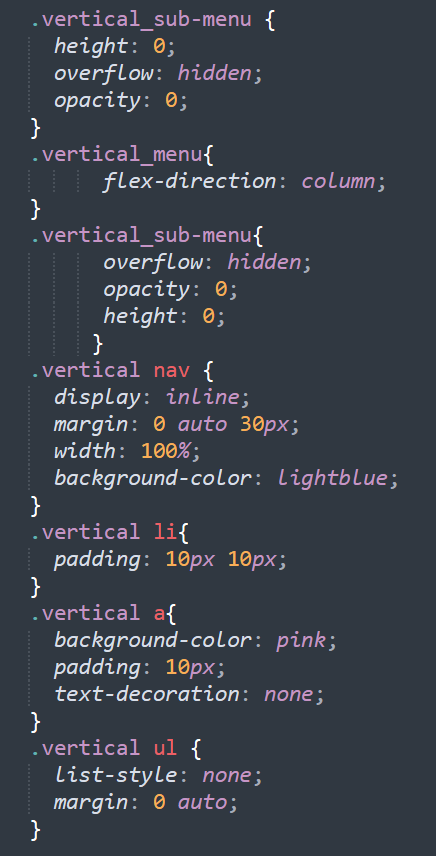 .vertical_sub-menu {
height: 0;
overflow: hidden;
opacity: 0;
}
.vertical_menu{
flex-direction: column;
}
.vertical_sub-menu{
overflow: hidden;
opacity: 0;
height: 0;
}
.vertical nav {
display: inline;
margin: 0 auto 30px;
width: 100%;
background-color: lightblue;
}
.vertical li{
padding: 10px 10px;
}
.vertical a{
background-color: pink;
padding: 10px;
text-decoration: none;
}
.vertical ul {
list-style: none;
margin: 0 auto;
}